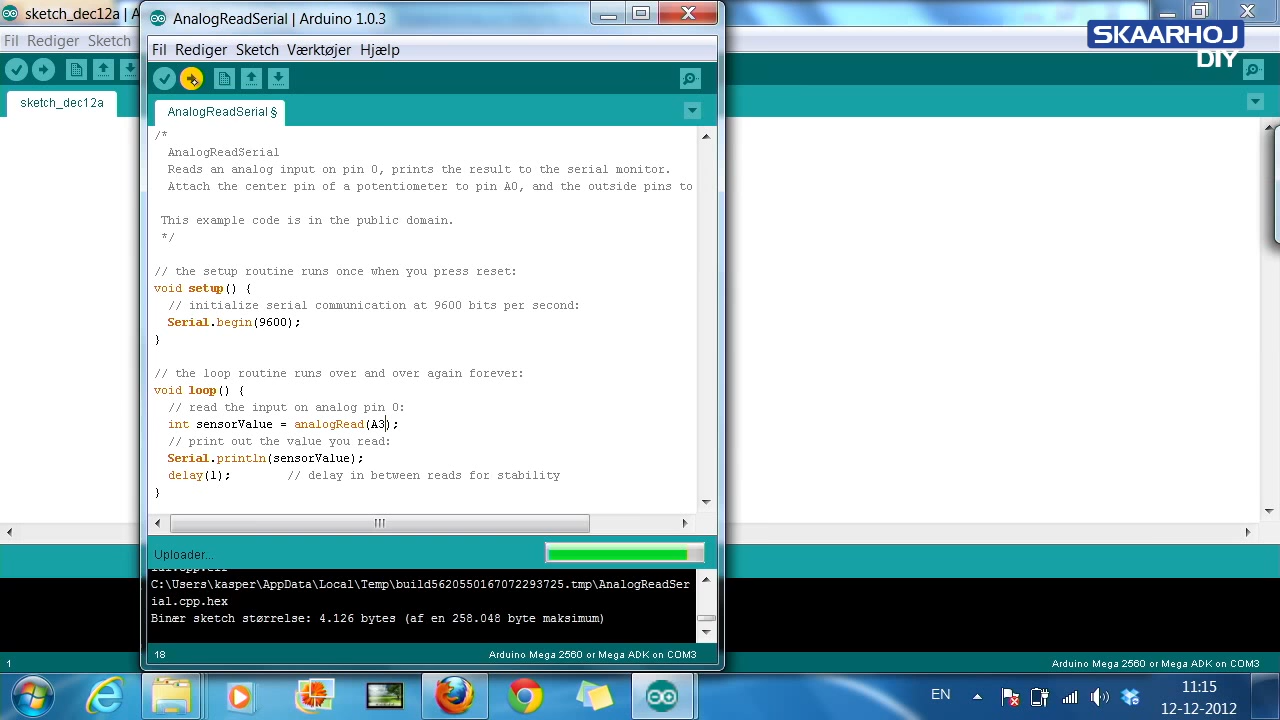 sketch_dec12a | A
AnalogReadSerial | Arduino 1.0.3
SKAARHOJ
DIY
Fil Rediger Sketch
Fil Rediger Sketch Værktøjer Hjælp
sketch_dec12a
AnalogReadSerial §
/*
AnalogReadSerial
Reads an analog input on pin 0, prints the result to the serial monitor.
Attach the center pin of a potentiometer to pin A0, and the outside pins to
This example code is in the public domain.
*/
// the setup routine runs once when you press reset:
void setup() {
// initialize serial communication at 9600 bits per second:
Serial.begin(9600);
}
// the loop routine runs over and over again forever:
void loop() {
// read the input on analog pin 0:
int sensorValue = analogRead(A3);
// print out the value you read:
Serial.println(sensorValue);
delay(1);        // delay in between reads for stability
}
Uploader...
C:\Users\kasper\AppData\Local\Temp\build5620550167072293725.tmp\AnalogReadSer
ial.cpp.hex
Binær sketch størrelse: 4.126 bytes (af en 258.048 byte maksimum)
18
Arduino Mega 2560 or Mega ADK on COM3
1
Arduino Mega 2560 or Mega ADK on COM3
EN
11:15
12-12-2012